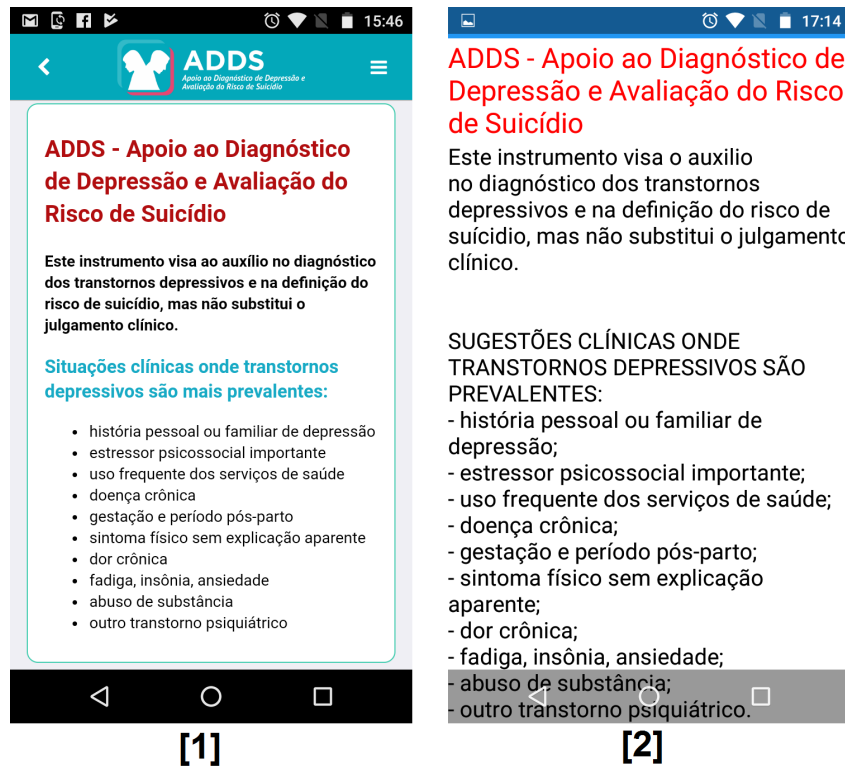 15:46
ADDS
Apoio ao Diagnóstico de Depressão e
Avaliação do Risco de Suicídio
ADDS - Apoio ao Diagnóstico
de Depressão e Avaliação do
Risco de Suicídio
Este instrumento visa ao auxílio no diagnóstico
dos transtornos depressivos e na definição do
risco de suicídio, mas não substitui o
julgamento clínico.
Situações clínicas onde transtornos
depressivos são mais prevalentes:
• história pessoal ou familiar de depressão
• estressor psicossocial importante
• uso frequente dos serviços de saúde
• doença crônica
• gestação e período pós-parto
• sintoma físico sem explicação aparente
• dor crônica
• fadiga, insônia, ansiedade
• abuso de substância
• outro transtorno psiquiátrico
[1]
17:14
ADDS - Apoio ao Diagnóstico de
Depressão e Avaliação do Risco
de Suicídio
Este instrumento visa o auxilio
no diagnóstico dos transtornos
depressivos e na definição do risco de
suícidio, mas não substitui o julgamento
clínico.
SUGESTÕES CLÍNICAS ONDE
TRANSTORNOS DEPRESSIVOS SÃO
PREVALENTES:
- história pessoal ou familiar de
depressão;
- estressor psicossocial importante;
- uso frequente dos serviços de saúde;
- doença crônica;
- gestação e período pós-parto;
- sintoma físico sem explicação
aparente;
- dor crônica;
- fadiga, insônia, ansiedade;
- abuso de substância;
- outro transtorno psiquiátrico.
[2]